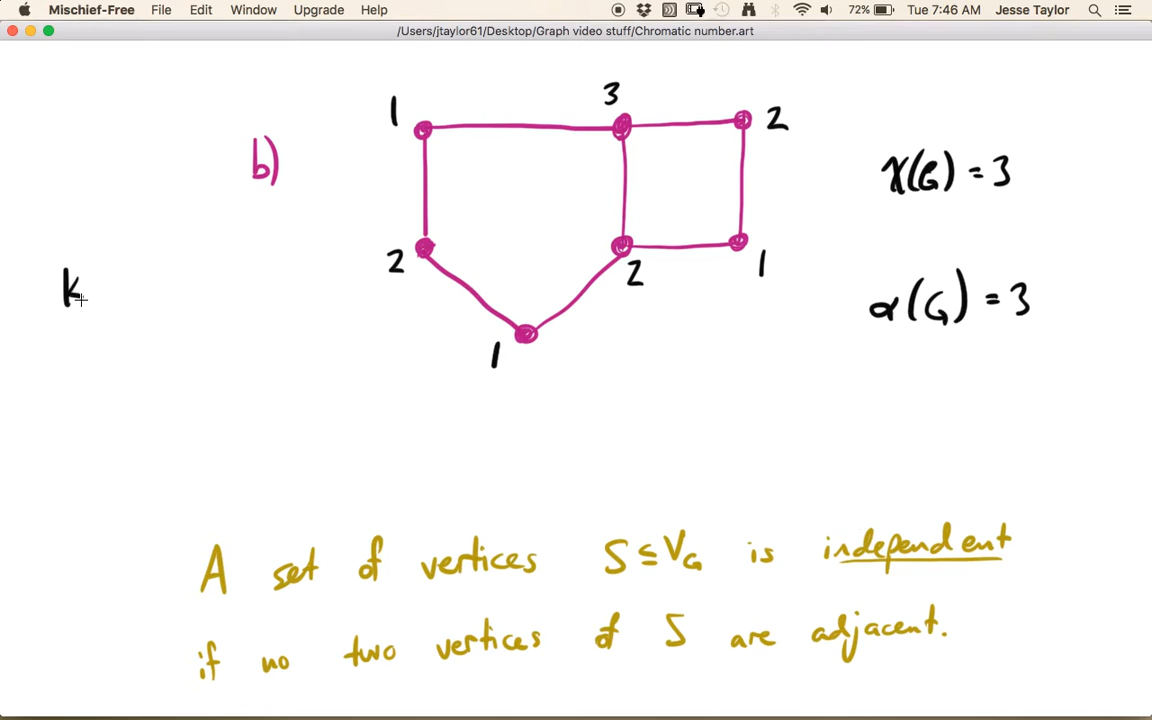 Mischief-Free File Edit Window Upgrade Help 72% Tue 7:46 AM Jesse Taylor
/Users/jtaylor61/Desktop/Graph video stuff/Chromatic number.art
b)
1
3
2
2
2
1
1
χ(G) = 3
α(G) = 3
k
A set of vertices S ⊆ V_G is independent
if no two vertices of S are adjacent.